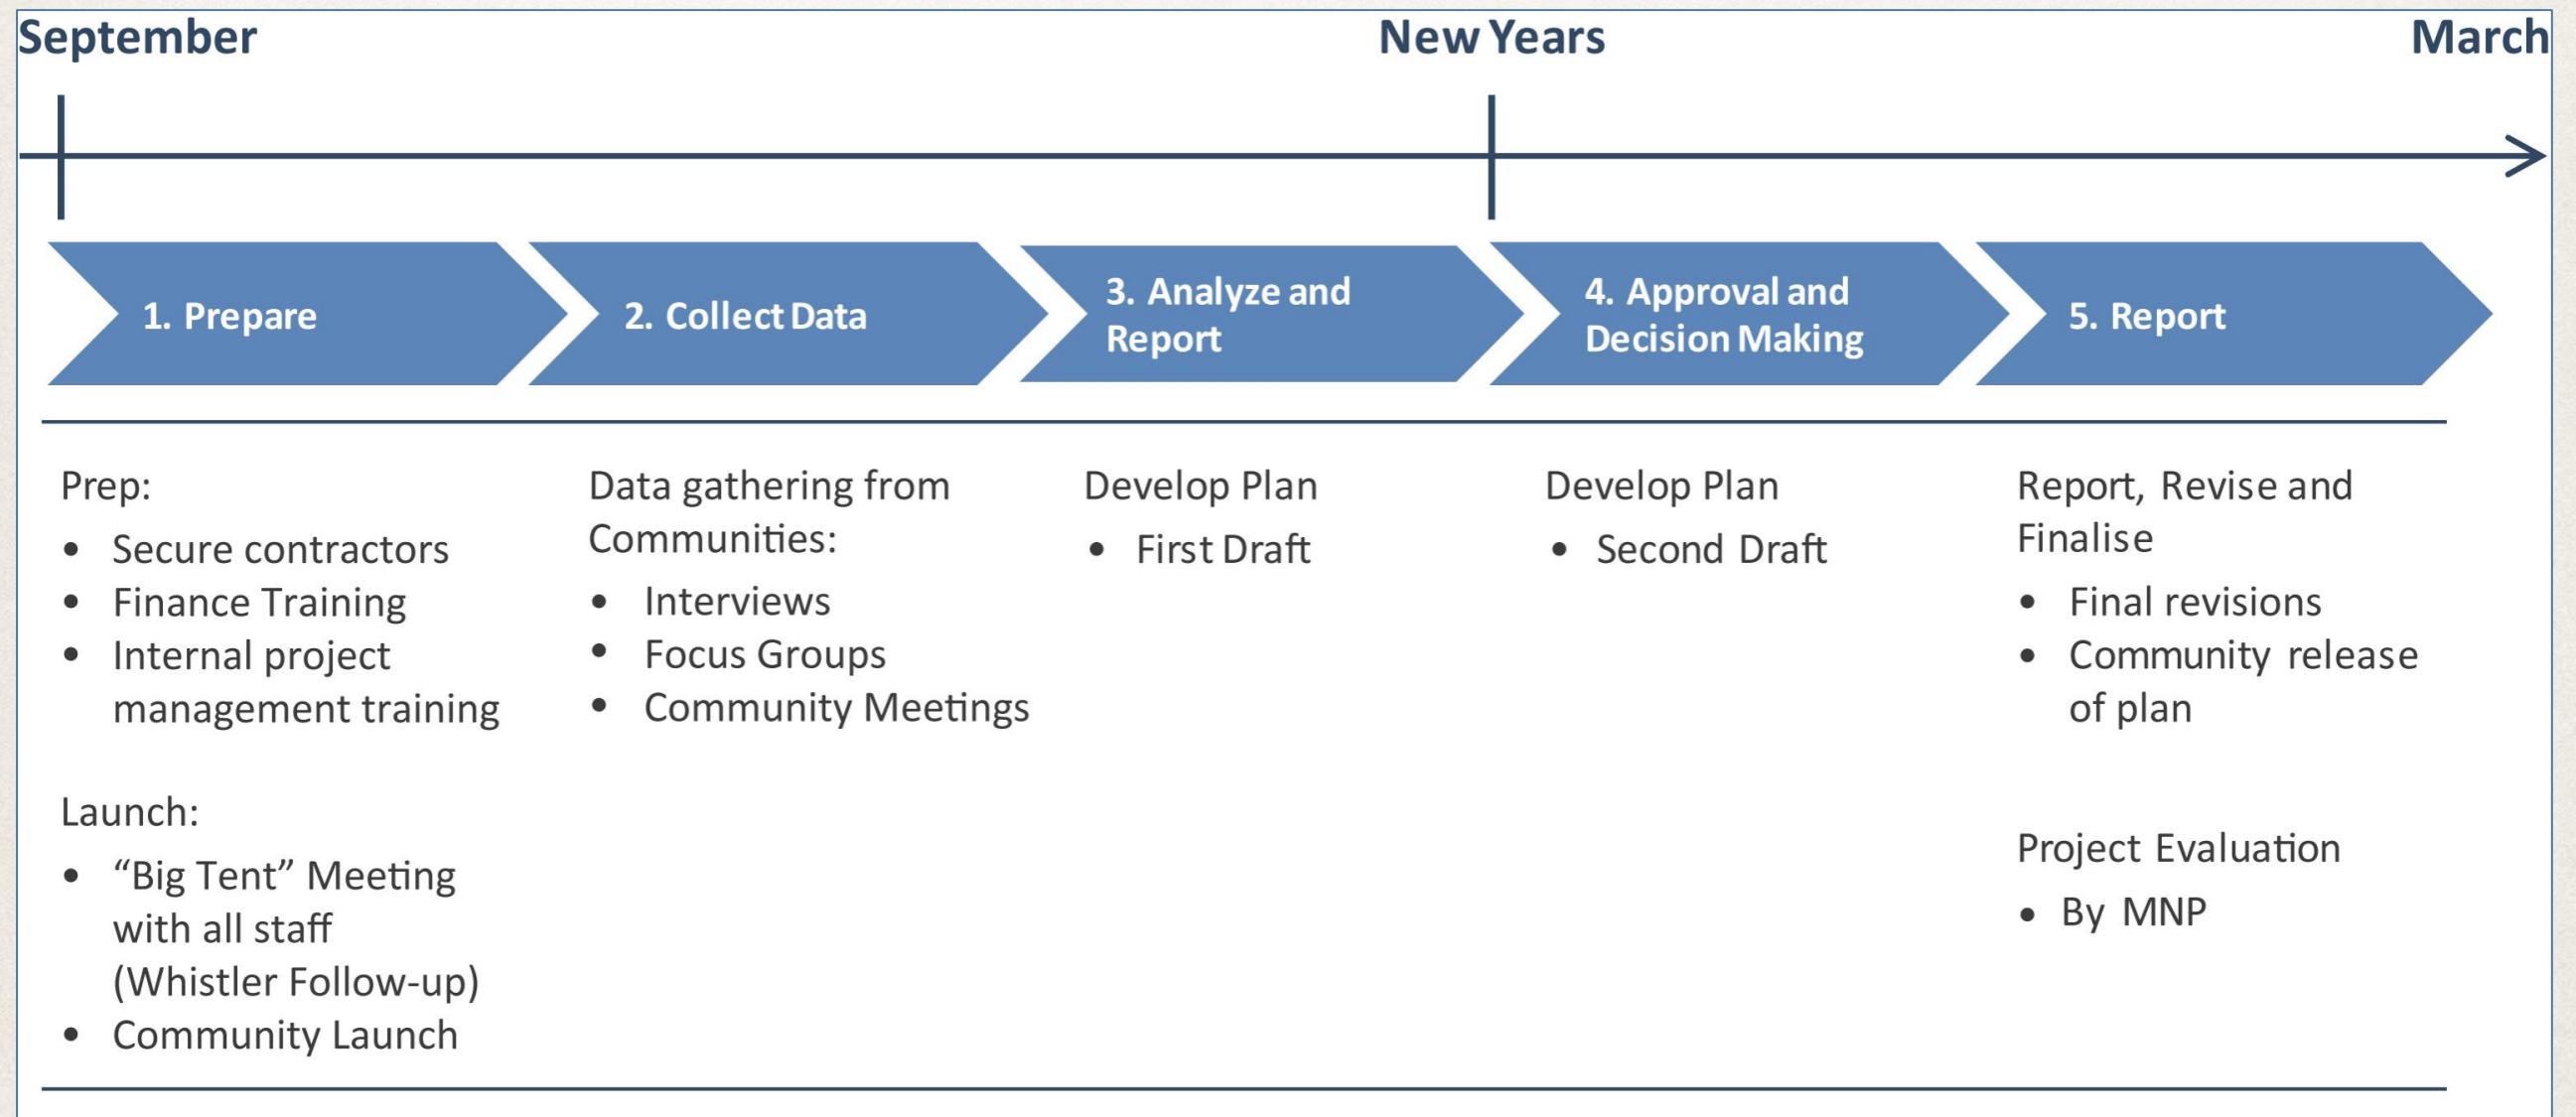 September
New Years
March
1. Prepare
2. Collect Data
3. Analyze and
Report
4. Approval and
Decision Making
5. Report
Prep:
• Secure contractors
• Finance Training
• Internal project
management training
Launch:
• “Big Tent” Meeting
with all staff
(Whistler Follow-up)
• Community Launch
Data gathering from
Communities:
• Interviews
• Focus Groups
• Community Meetings
Develop Plan
• First Draft
Develop Plan
• Second Draft
Report, Revise and
Finalise
• Final revisions
• Community release
of plan
Project Evaluation
• By MNP